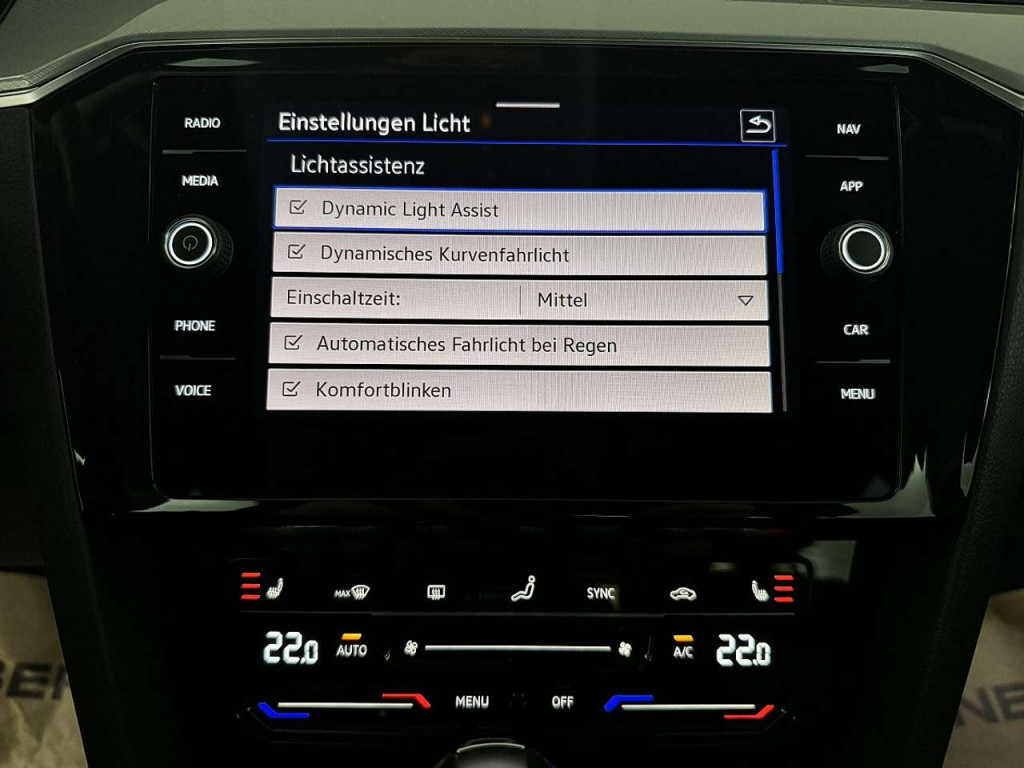 RADIO
MEDIA
PHONE
VOICE
Einstellungen Licht
Lichtassistenz
Dynamic Light Assist
Dynamisches Kurvenfahrlicht
Einschaltzeit: Mittel
Automatisches Fahrlicht bei Regen
Komfortblinken
NAV
APP
CAR
MENU
MAX SYNC
22.0 AUTO A/C 22.0
MENU OFF